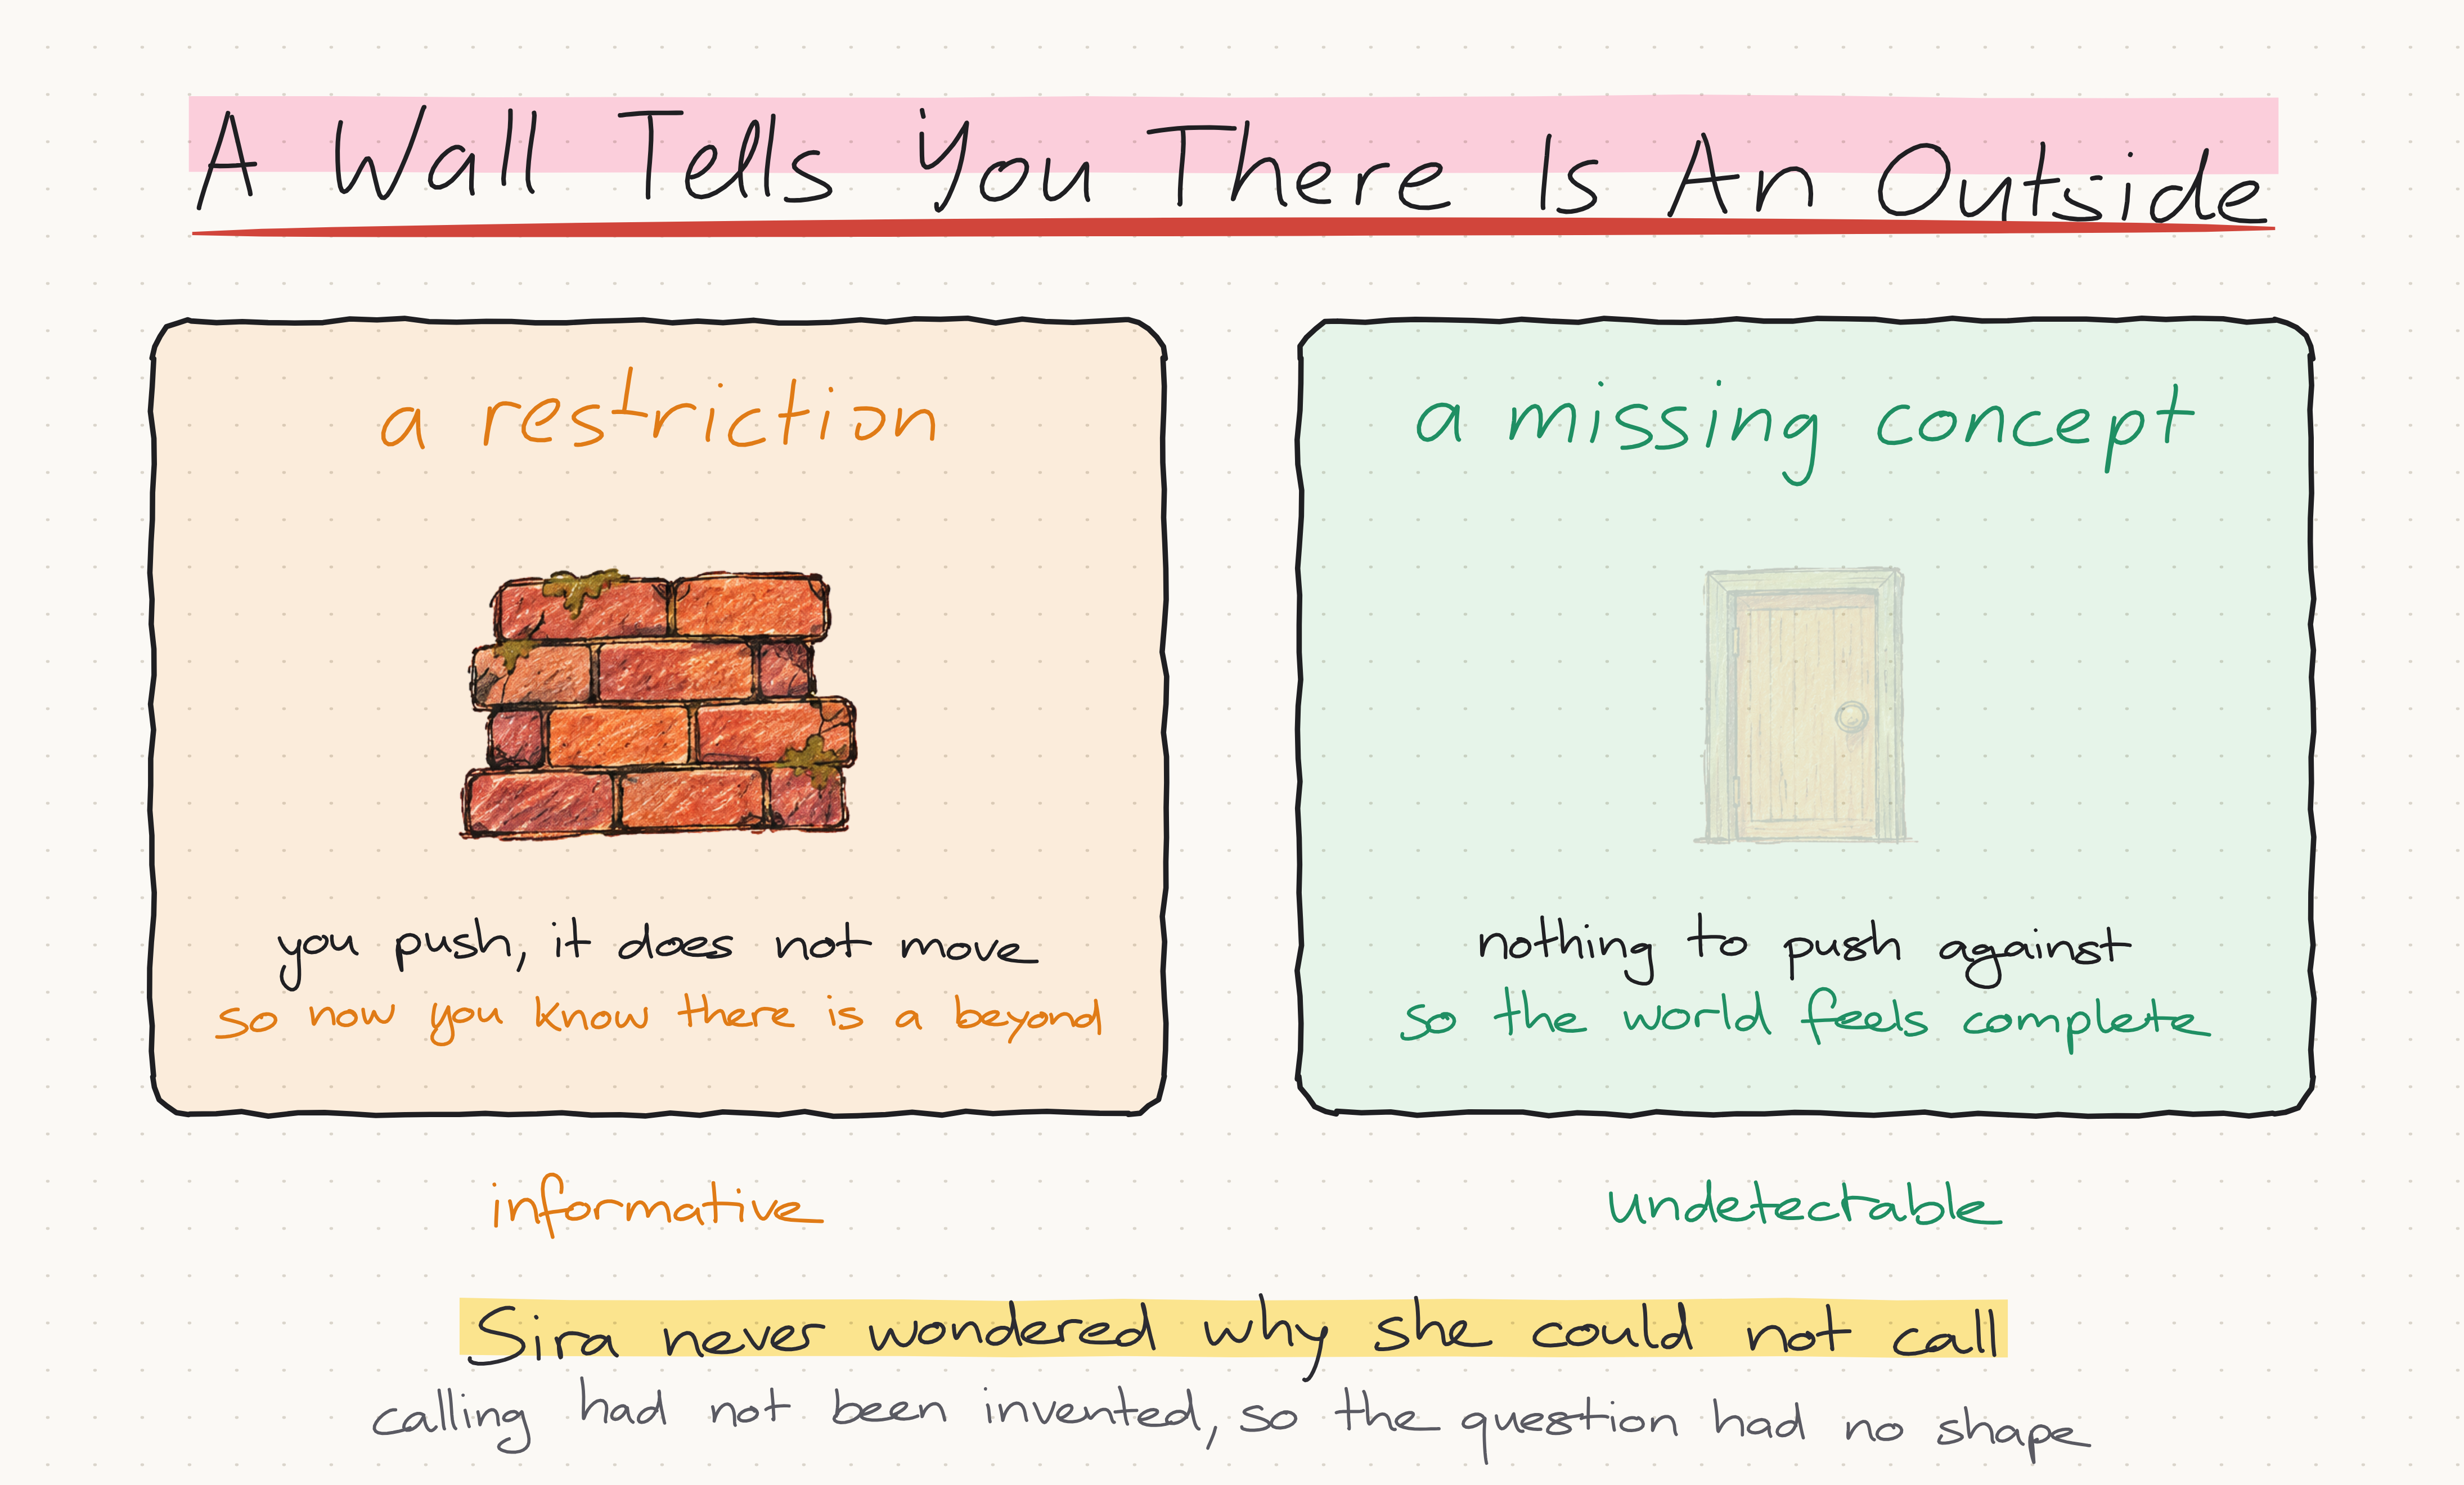 A Wall Tells You There Is An Outside
a restriction
you push, it does not move
so now you know there is a beyond
informative
a missing concept
nothing to push against
so the world feels complete
undetectable
Sira never wondered why she could not call
calling had not been invented, so the question had no shape